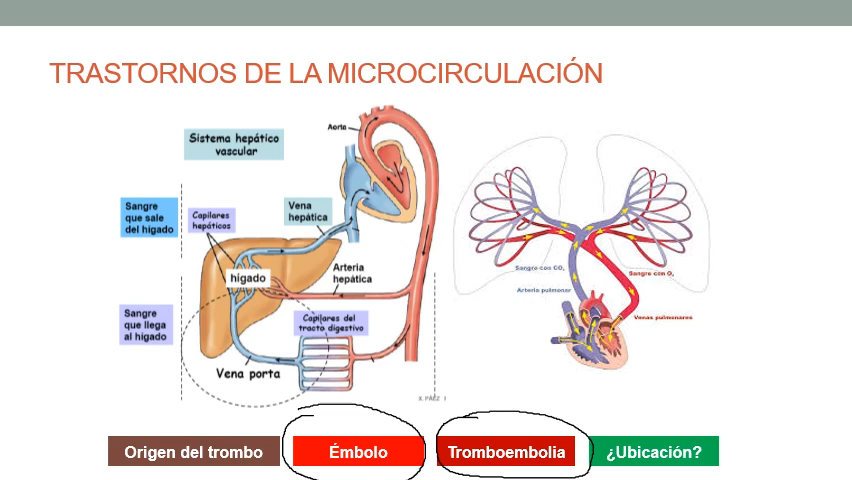 TRASTORNOS DE LA MICROCIRCULACIÓN
Aorta
Sistema hepático
vascular
Sangre
que sale
del hígado
Capilares
hepáticos
Vena
hepática
hígado
Arteria
hepática
Sangre
que llega
al hígado
Capilares del
tracto digestivo
Vena porta
X. PÁEZ
Sangre con CO₂
Arteria pulmonar
Sangre con O₂
Venas pulmonares
Origen del trombo
Émbolo
Tromboembolia
¿Ubicación?